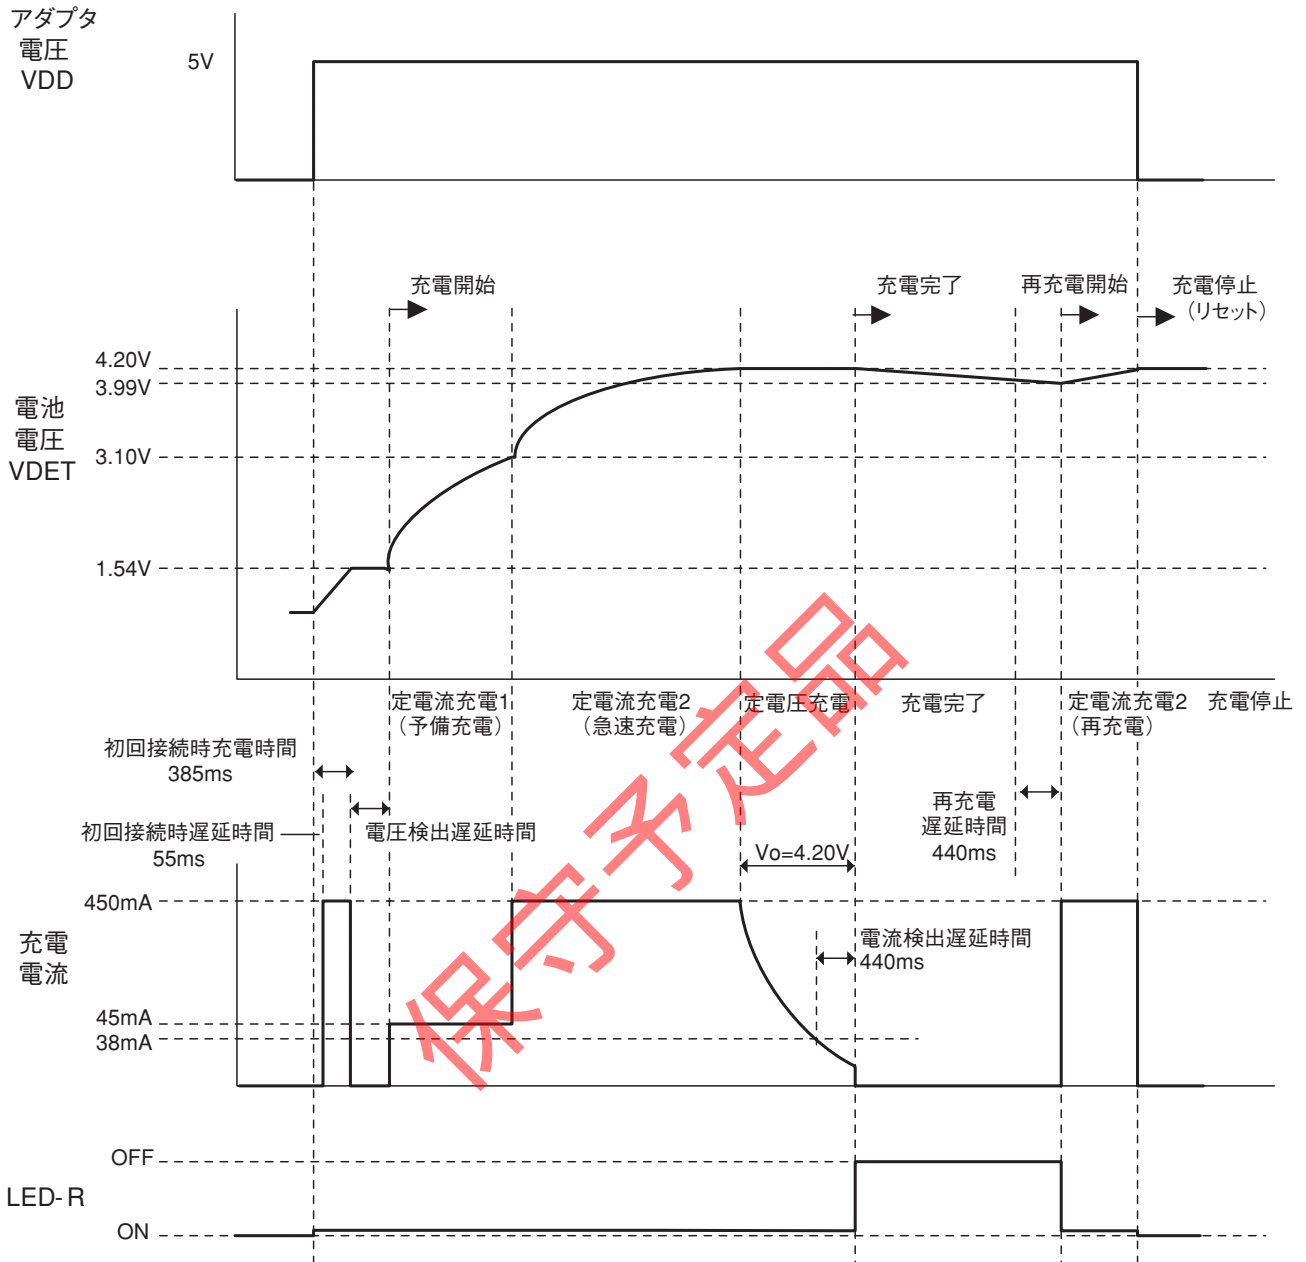 アダプタ
電圧
VDD
5V
充電開始
充電完了
再充電開始
充電停止
（リセット）
4.20V
3.99V
電池
電圧
VDET
3.10V
1.54V
定電流充電1
（予備充電）
定電流充電2
（急速充電）
定電圧充電
充電完了
定電流充電2
（再充電）
充電停止
初回接続時充電時間
385ms
初回接続時遅延時間
55ms
電圧検出遅延時間
再充電
遅延時間
440ms
Vo=4.20V
450mA
充電
電流
電流検出遅延時間
440ms
45mA
38mA
OFF
LED-R
ON
保守予定品